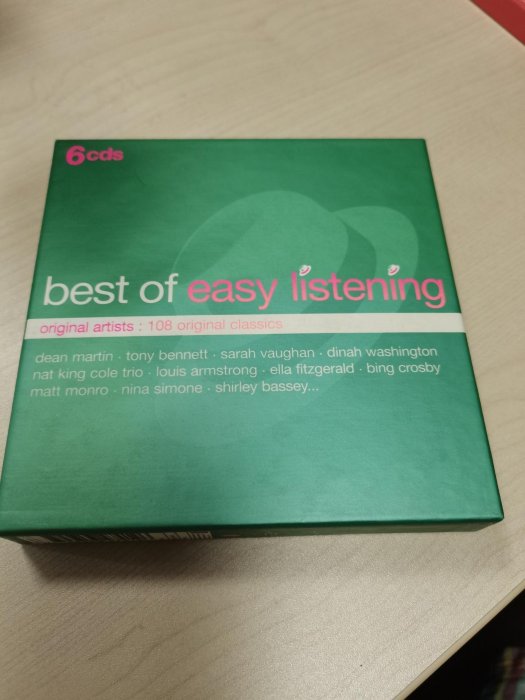 6cds
best of easy listening
original artists : 108 original classics
dean martin · tony bennett · sarah vaughan · dinah washington
nat king cole trio · louis armstrong · ella fitzgerald · bing crosby
matt monro · nina simone · shirley bassey...